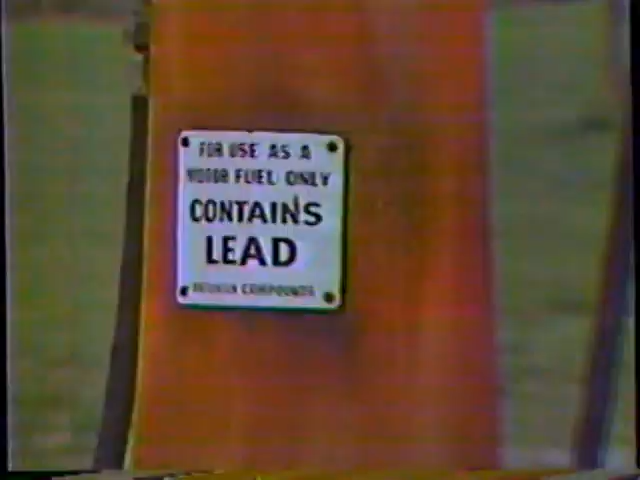 FOR USE AS A
MOTOR FUEL ONLY
CONTAINS
LEAD
COMPOUNDS